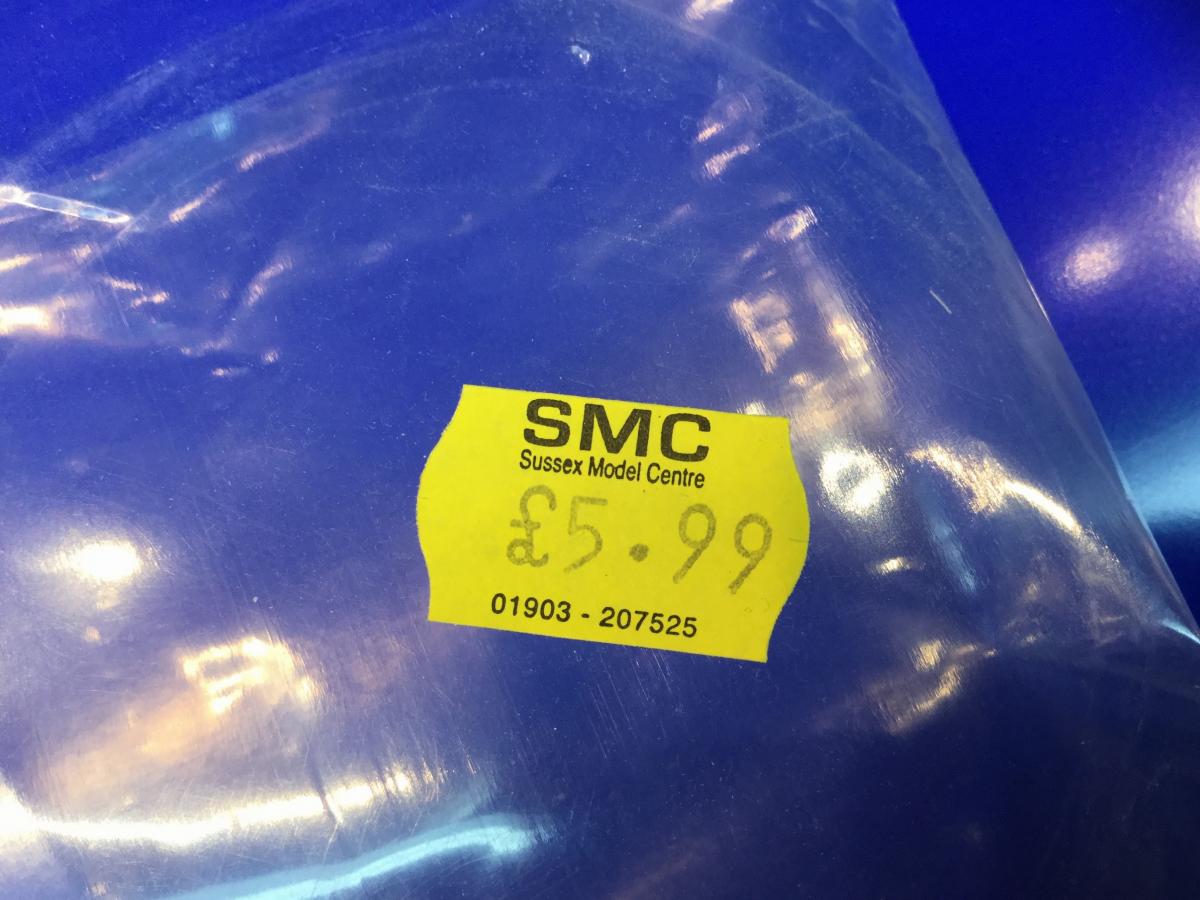 SMC
Sussex Model Centre
£5.99
01903 - 207525